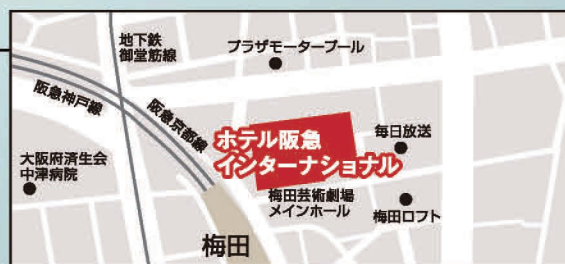 地下鉄
御堂筋線
プラザモータープール
阪急神戸線
阪急京都線
ホテル阪急
インターナショナル
毎日放送
大阪府済生会
中津病院
梅田芸術劇場
メインホール
梅田ロフト
梅田